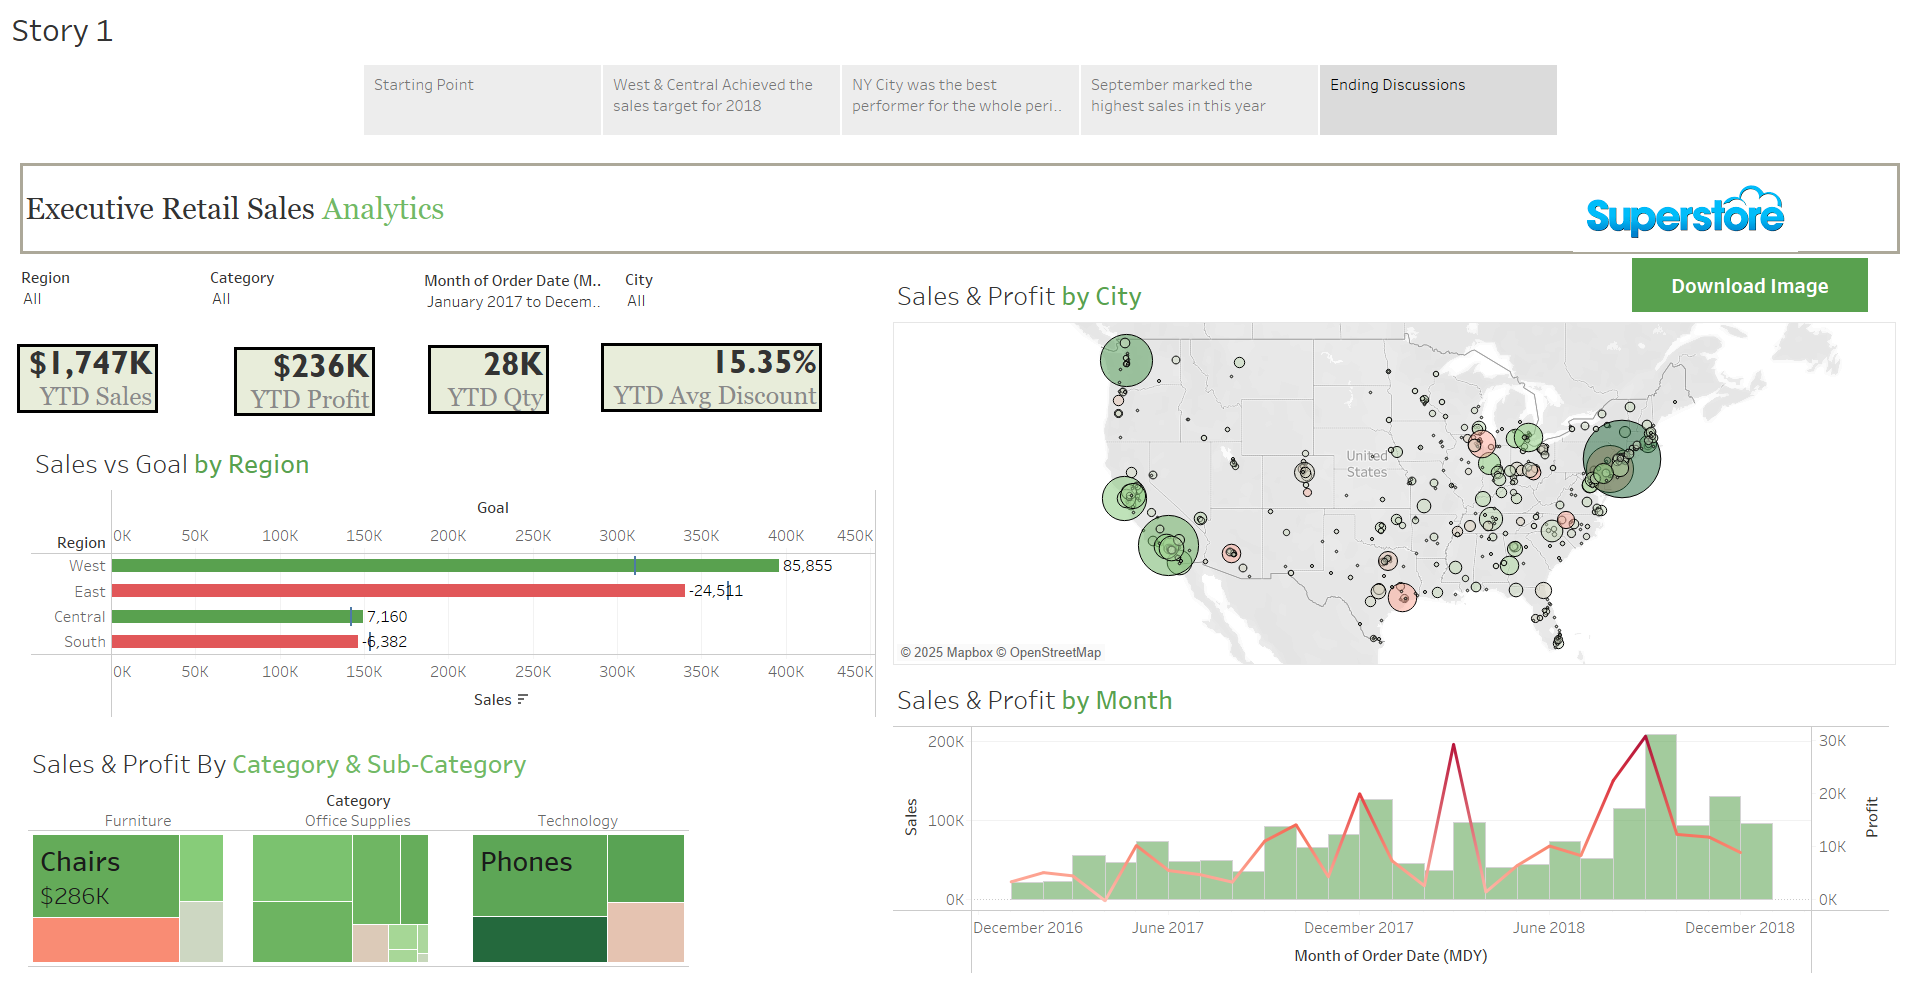 Story 1
Starting Point
West & Central Achieved the
sales target for 2018
NY City was the best
performer for the whole peri..
September marked the
highest sales in this year
Ending Discussions
Executive Retail Sales Analytics
Superstore
Region
All
Category
All
Month of Order Date (M..
January 2017 to Decem..
City
All
Download Image
$1,747K
YTD Sales
$236K
YTD Profit
28K
YTD Qty
15.35%
YTD Avg Discount
Sales vs Goal by Region
Goal
Region
0K 50K 100K 150K 200K 250K 300K 350K 400K 450K
West 85,855
East -24,511
Central 7,160
South -6,382
0K 50K 100K 150K 200K 250K 300K 350K 400K 450K
Sales
Sales & Profit By Category & Sub-Category
Category
Furniture Office Supplies Technology
Chairs
$286K
Phones
Sales & Profit by City
United
States
© 2025 Mapbox © OpenStreetMap
Sales & Profit by Month
200K
100K
0K
Sales
30K
20K
10K
0K
Profit
December 2016 June 2017 December 2017 June 2018 December 2018
Month of Order Date (MDY)